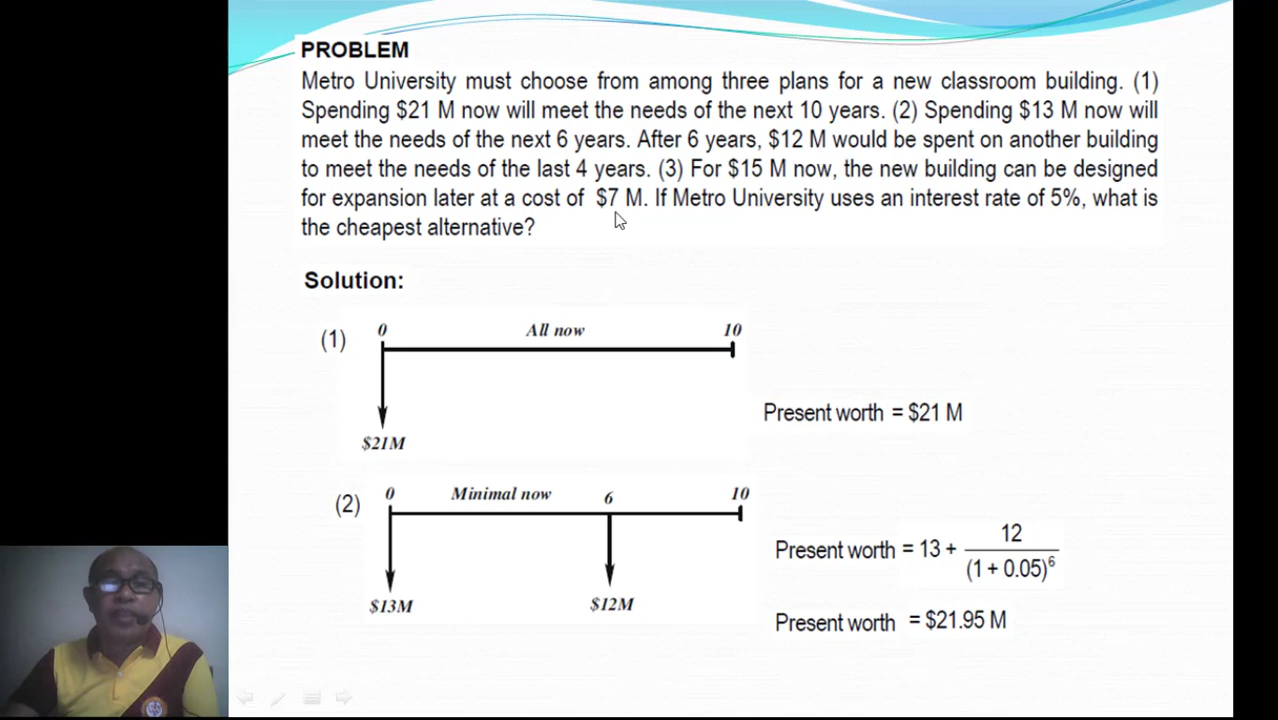 PROBLEM
Metro University must choose from among three plans for a new classroom building. (1)
Spending $21 M now will meet the needs of the next 10 years. (2) Spending $13 M now will
meet the needs of the next 6 years. After 6 years, $12 M would be spent on another building
to meet the needs of the last 4 years. (3) For $15 M now, the new building can be designed
for expansion later at a cost of $7 M. If Metro University uses an interest rate of 5%, what is
the cheapest alternative?
Solution:
(1) 0 All now 10
Present worth = $21 M
$21M
(2) 0 Minimal now 6 10
Present worth = 13 + 12 / (1 + 0.05)⁶
$13M $12M
Present worth = $21.95 M